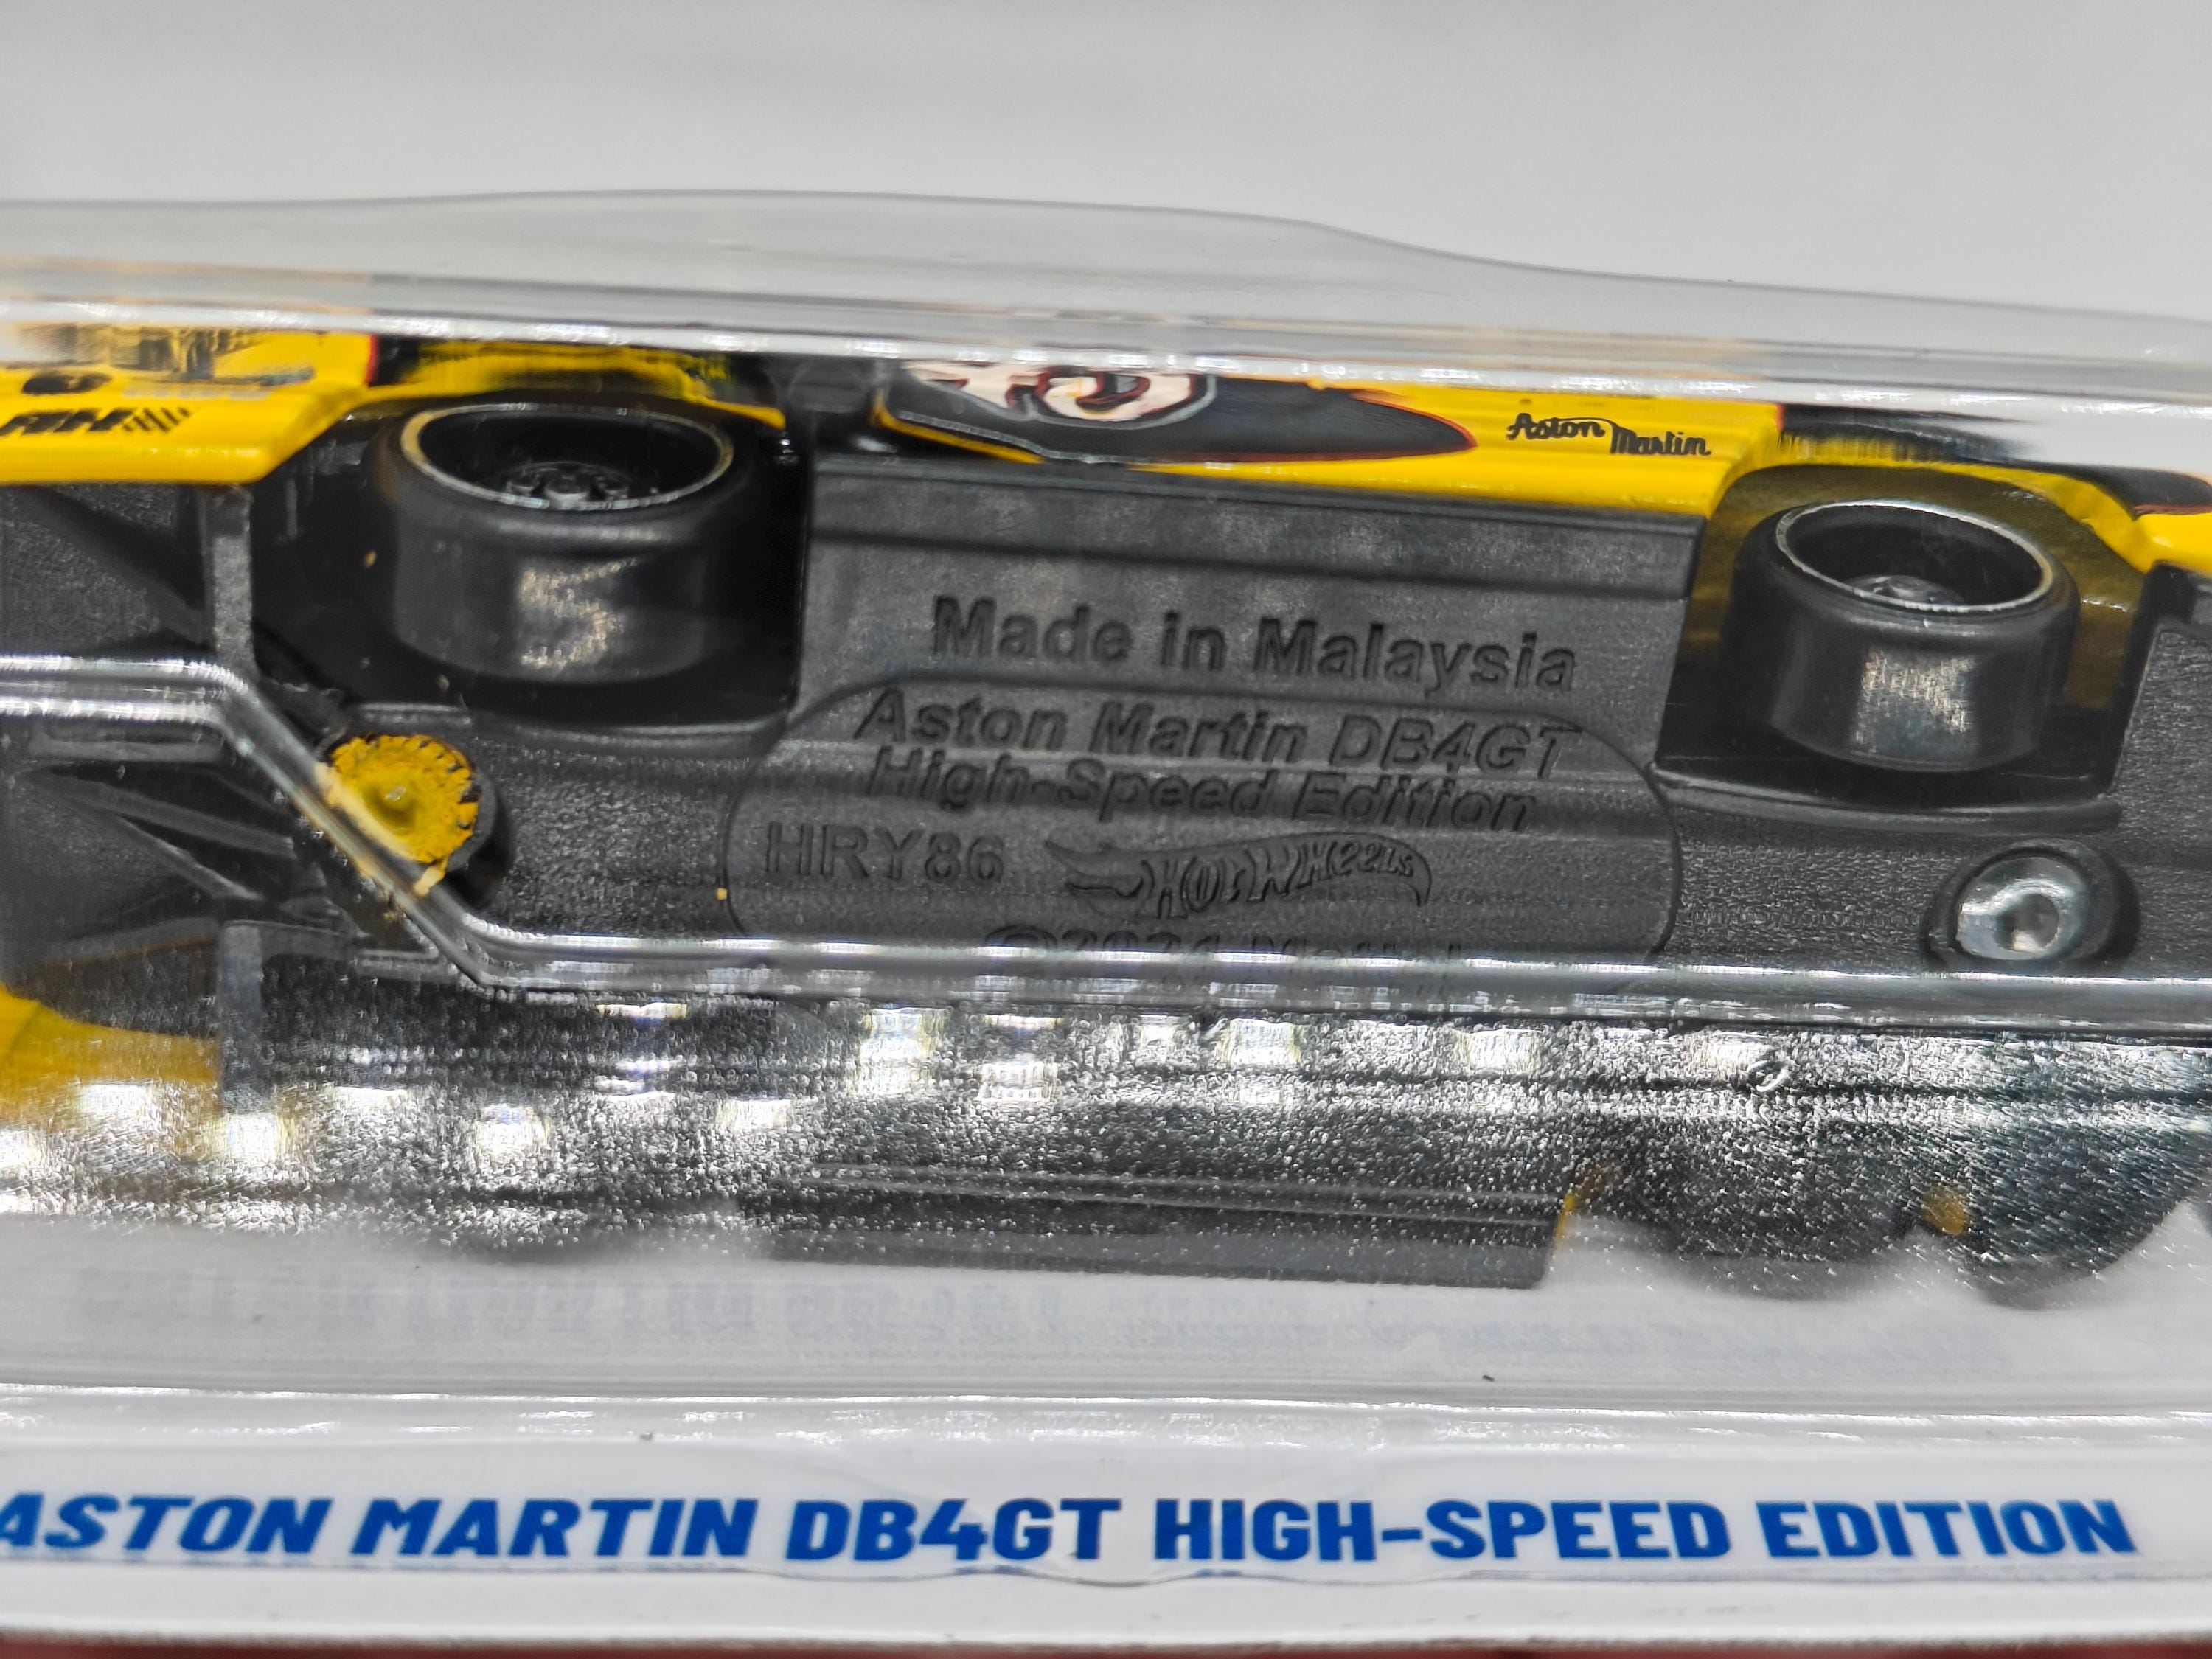 AH
Aston Martin
Made in Malaysia
Aston Martin DB4GT
High-Speed Edition
HRY86 Hot Wheels
ASTON MARTIN DB4GT HIGH-SPEED EDITION